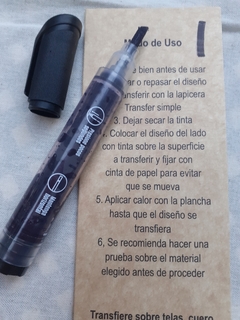 do de Uso
e bien antes de usar
ar o repasar el diseño
ransferir con la lapicera
Transfer simple
3. Dejar secar la tinta
4. Colocar el diseño del lado
con tinta sobre la superficie
a transferir y fijar con
cinta de papel para evitar
que se mueva
5, Aplicar calor con la plancha
hasta que el diseño se
transfiera
6, Se recomienda hacer una
prueba sobre el material
elegido antes de proceder
Transfiere sobre telas, cuero